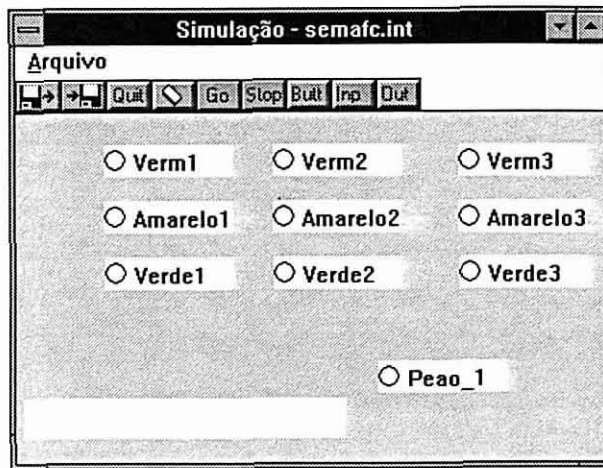 Simulação - semafc.int
Arquivo
Quit Go Stop Butt Inp Out
Verm1 Verm2 Verm3
Amarelo1 Amarelo2 Amarelo3
Verde1 Verde2 Verde3
Peao_1